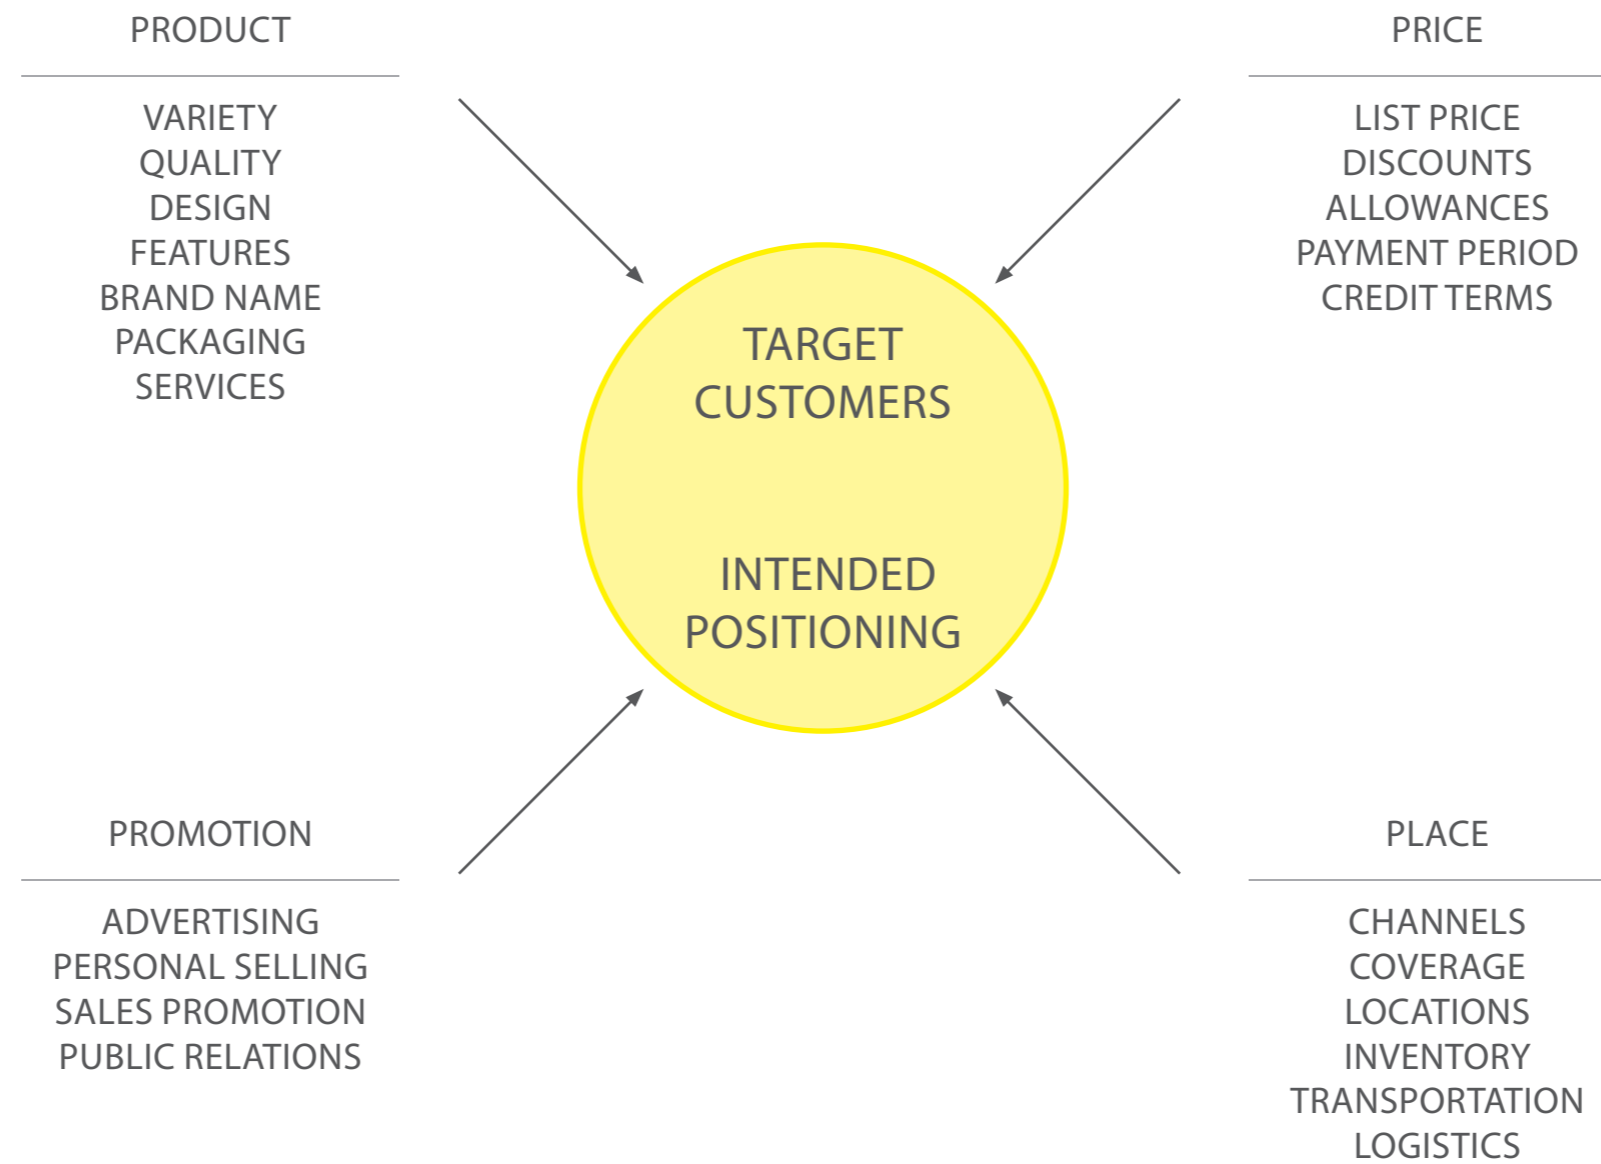 PRODUCT
VARIETY
QUALITY
DESIGN
FEATURES
BRAND NAME
PACKAGING
SERVICES
PRICE
LIST PRICE
DISCOUNTS
ALLOWANCES
PAYMENT PERIOD
CREDIT TERMS
TARGET
CUSTOMERS
INTENDED
POSITIONING
PROMOTION
ADVERTISING
PERSONAL SELLING
SALES PROMOTION
PUBLIC RELATIONS
PLACE
CHANNELS
COVERAGE
LOCATIONS
INVENTORY
TRANSPORTATION
LOGISTICS